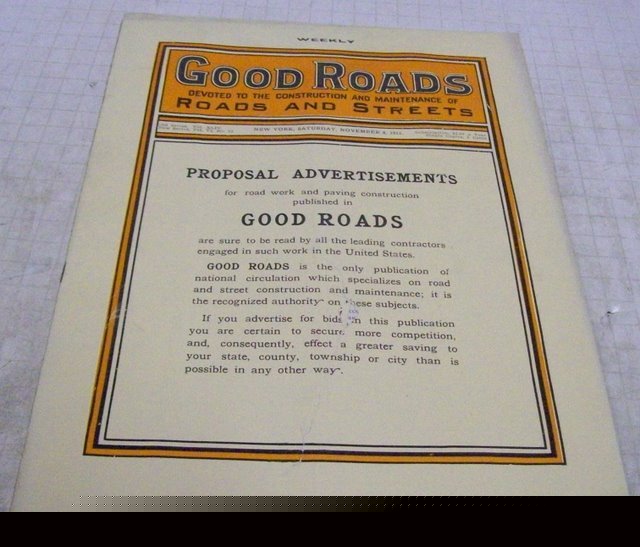 WEEKLY
GOOD ROADS
DEVOTED TO THE CONSTRUCTION AND MAINTENANCE OF
ROADS AND STREETS
NEW YORK, SATURDAY, NOVEMBER
PROPOSAL ADVERTISEMENTS
for road work and paving construction
published in
GOOD ROADS
are sure to be read by all the leading contractors
engaged in such work in the United States.
GOOD ROADS is the only publication of
national circulation which specializes on road
and street construction and maintenance; it is
the recognized authority on these subjects.
If you advertise for bids in this publication
you are certain to secure more competition,
and, consequently, effect a greater saving to
your state, county, township or city than is
possible in any other way.